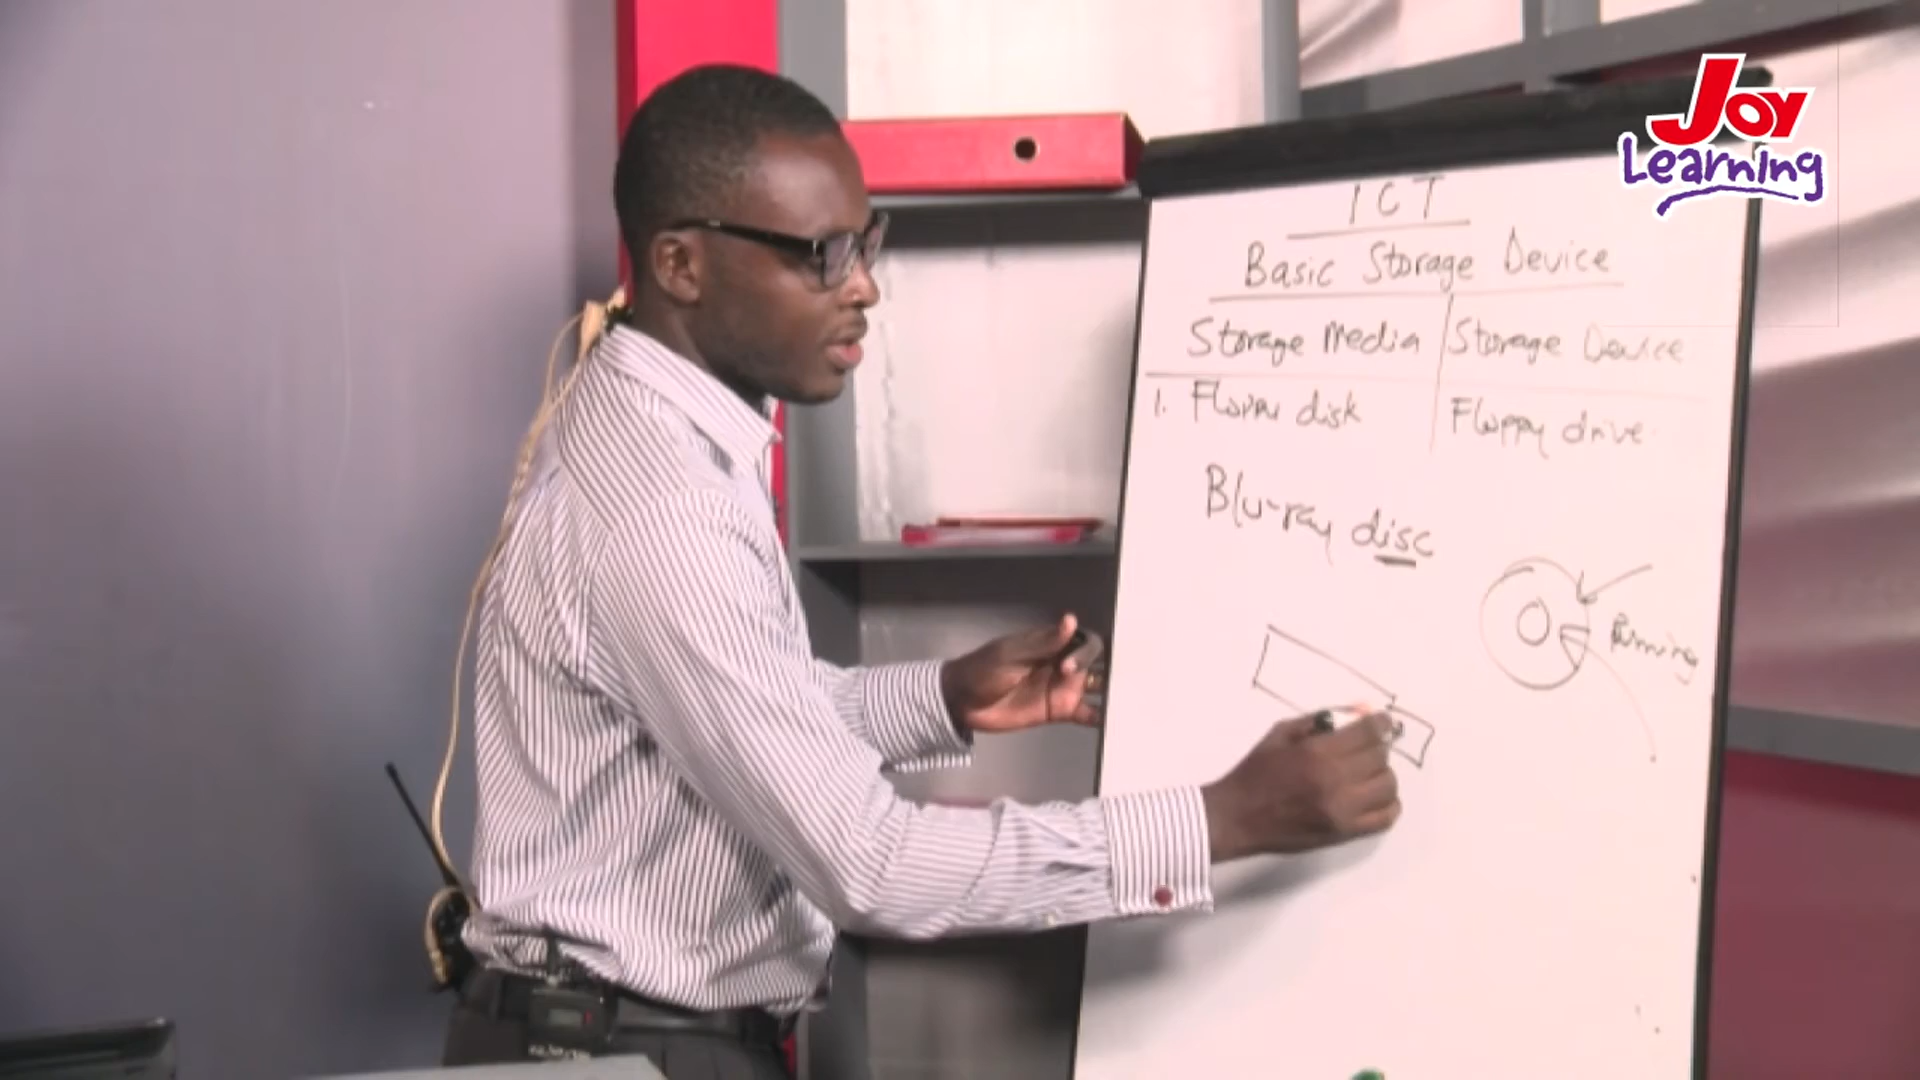 Joy
Learning
ICT
Basic Storage Device
Storage Media Storage Device
1. Floppy disk Floppy drive
Blu-ray disc